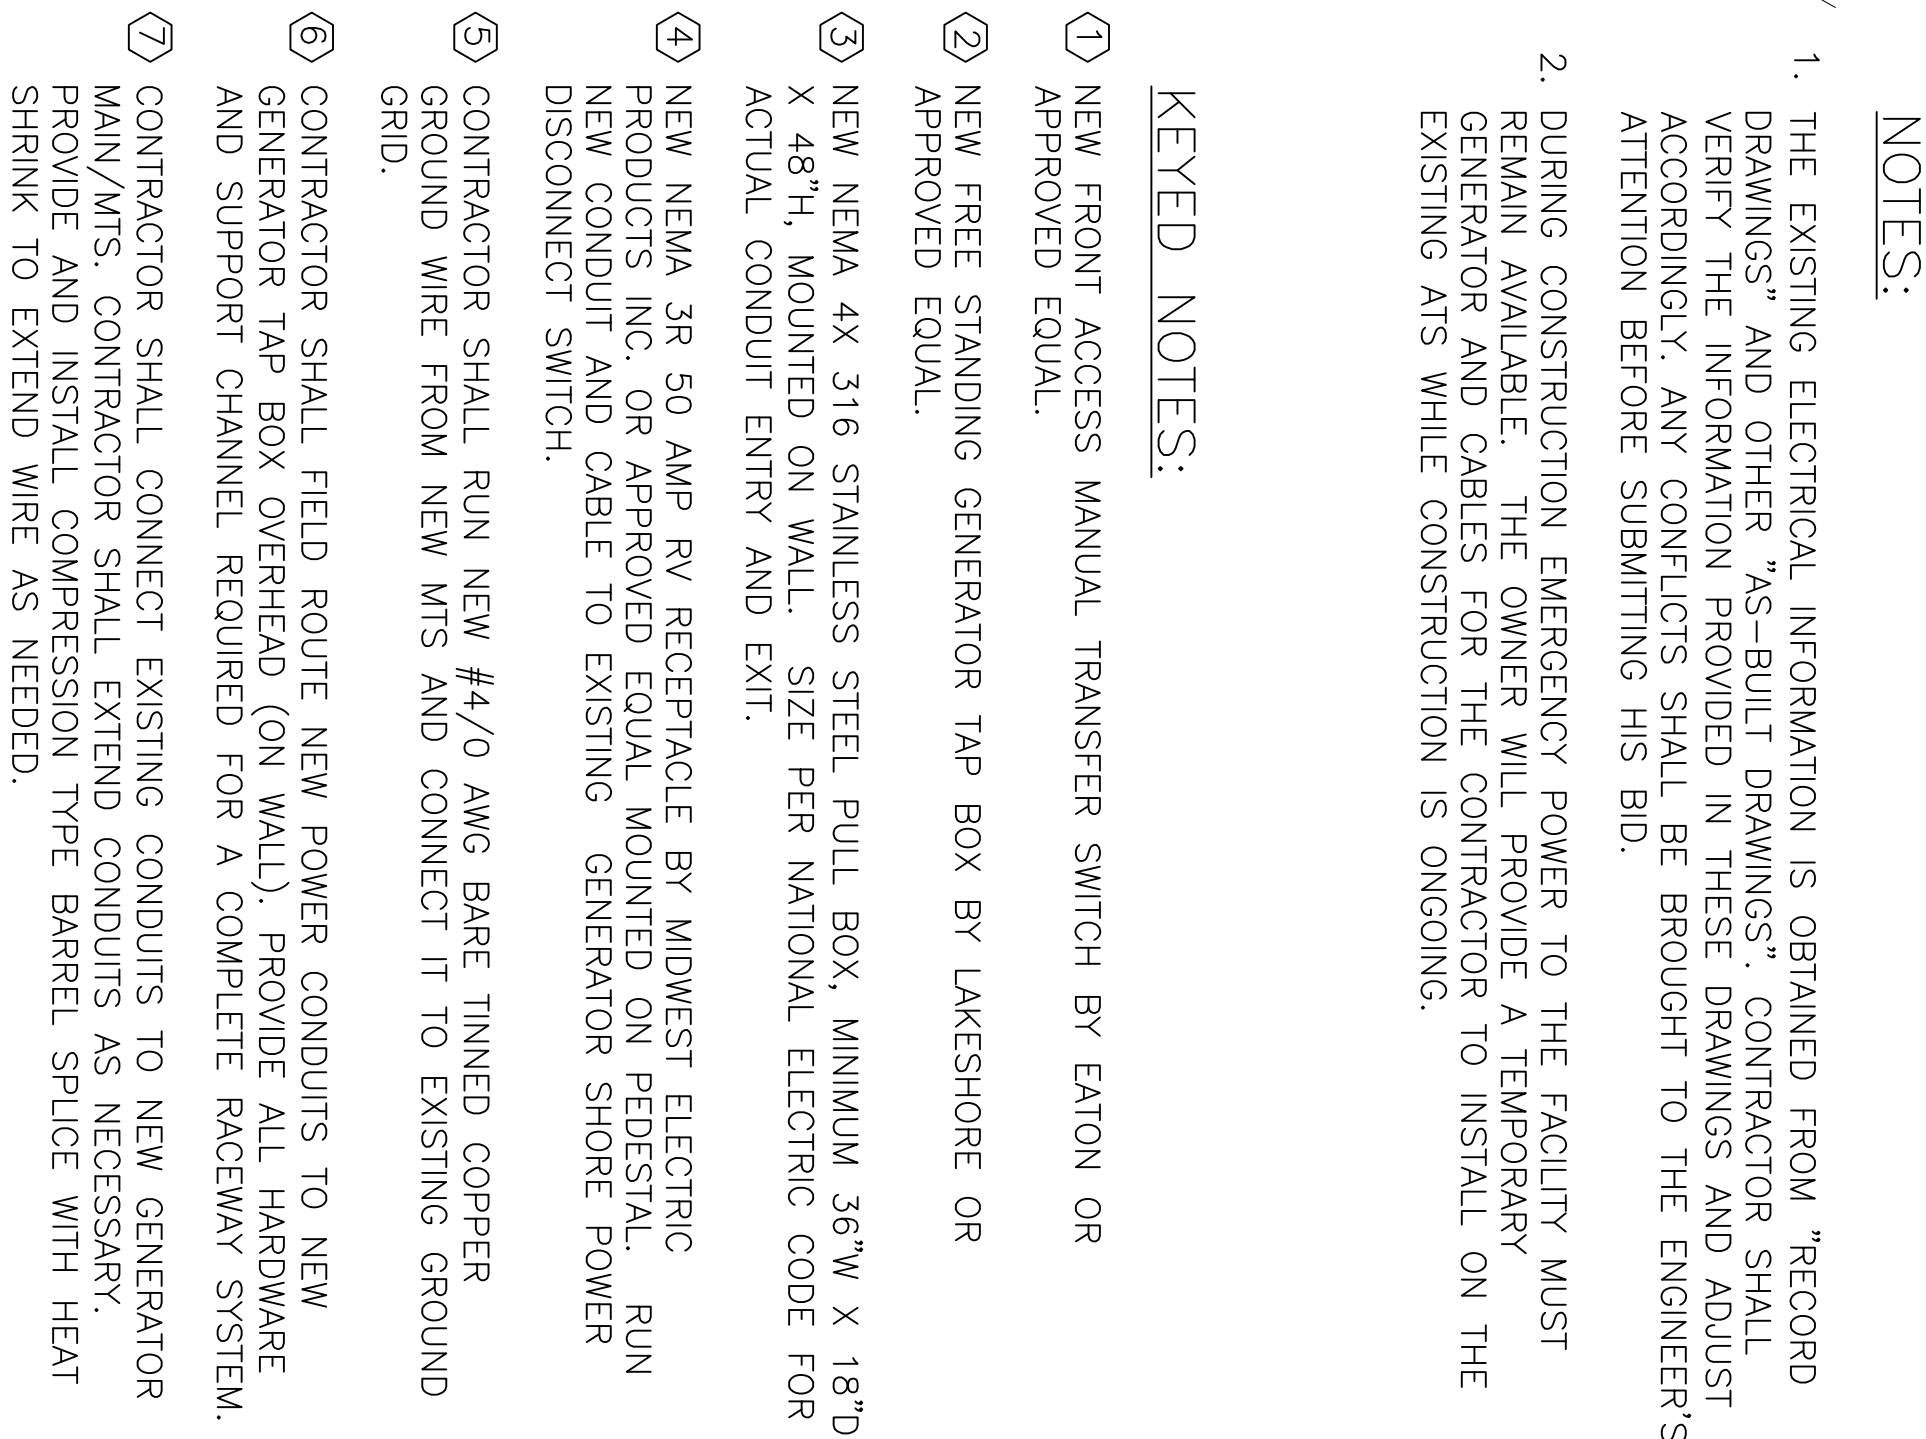 NOTES:
1. THE EXISTING ELECTRICAL INFORMATION IS OBTAINED FROM "RECORD
DRAWINGS" AND OTHER "AS-BUILT DRAWINGS". CONTRACTOR SHALL
VERIFY THE INFORMATION PROVIDED IN THESE DRAWINGS AND ADJUST
ACCORDINGLY. ANY CONFLICTS SHALL BE BROUGHT TO THE ENGINEER'S
ATTENTION BEFORE SUBMITTING HIS BID.
2. DURING CONSTRUCTION EMERGENCY POWER TO THE FACILITY MUST
REMAIN AVAILABLE. THE OWNER WILL PROVIDE A TEMPORARY
GENERATOR AND CABLES FOR THE CONTRACTOR TO INSTALL ON THE
EXISTING ATS WHILE CONSTRUCTION IS ONGOING.
KEYED NOTES:
1 NEW FRONT ACCESS MANUAL TRANSFER SWITCH BY EATON OR
APPROVED EQUAL.
2 NEW FREE STANDING GENERATOR TAP BOX BY LAKESHORE OR
APPROVED EQUAL.
3 NEW NEMA 4X 316 STAINLESS STEEL PULL BOX, MINIMUM 36"W X 18"D
X 48"H, MOUNTED ON WALL. SIZE PER NATIONAL ELECTRIC CODE FOR
ACTUAL CONDUIT ENTRY AND EXIT.
4 NEW NEMA 3R 50 AMP RV RECEPTACLE BY MIDWEST ELECTRIC
PRODUCTS INC. OR APPROVED EQUAL MOUNTED ON PEDESTAL. RUN
NEW CONDUIT AND CABLE TO EXISTING GENERATOR SHORE POWER
DISCONNECT SWITCH.
5 CONTRACTOR SHALL RUN NEW #4/0 AWG BARE TINNED COPPER
GROUND WIRE FROM NEW MTS AND CONNECT IT TO EXISTING GROUND
GRID.
6 CONTRACTOR SHALL FIELD ROUTE NEW POWER CONDUITS TO NEW
GENERATOR TAP BOX OVERHEAD (ON WALL). PROVIDE ALL HARDWARE
AND SUPPORT CHANNEL REQUIRED FOR A COMPLETE RACEWAY SYSTEM.
7 CONTRACTOR SHALL CONNECT EXISTING CONDUITS TO NEW GENERATOR
MAIN/MTS. CONTRACTOR SHALL EXTEND CONDUITS AS NECESSARY.
PROVIDE AND INSTALL COMPRESSION TYPE BARREL SPLICE WITH HEAT
SHRINK TO EXTEND WIRE AS NEEDED.